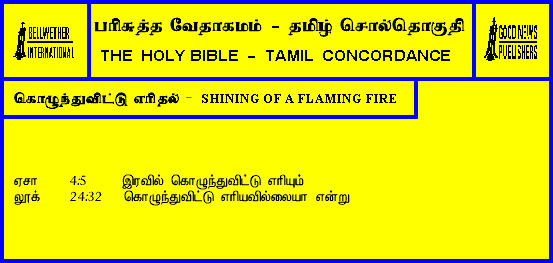 BELLWETHER
INTERNATIONAL
பரிசுத்த வேதாகமம் - தமிழ் சொல்தொகுதி
THE HOLY BIBLE - TAMIL CONCORDANCE
GOOD NEWS
PUBLISHERS
கொழுந்துவிட்டு எரிதல் - SHINING OF A FLAMING FIRE
ஏசா 4:5 இரவில் கொழுந்துவிட்டு எரியும்
லூக் 24:32 கொழுந்துவிட்டு எரியவில்லையா என்று